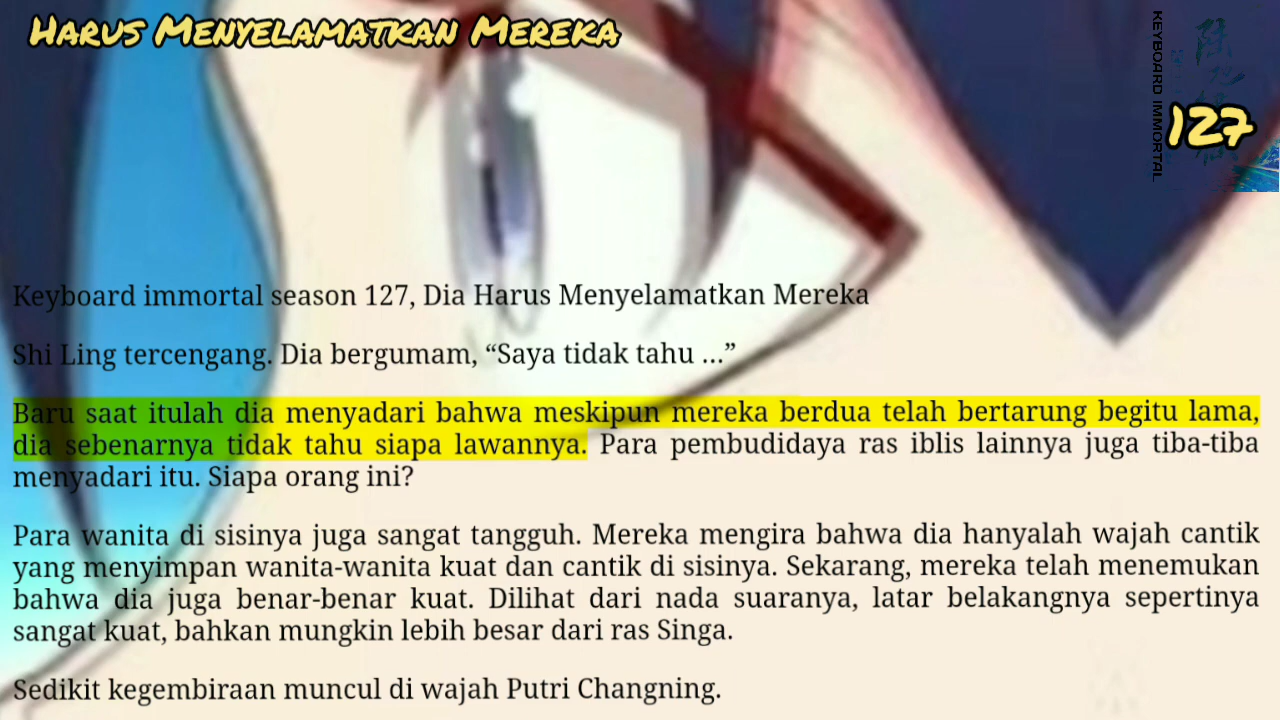 Harus Menyelamatkan Mereka
KEYBOARD IMMORTAL
127
Keyboard immortal season 127, Dia Harus Menyelamatkan Mereka
Shi Ling tercengang. Dia bergumam, “Saya tidak tahu ...”
Baru saat itulah dia menyadari bahwa meskipun mereka berdua telah bertarung begitu lama,
dia sebenarnya tidak tahu siapa lawannya. Para pembudidaya ras iblis lainnya juga tiba-tiba
menyadari itu. Siapa orang ini?
Para wanita di sisinya juga sangat tangguh. Mereka mengira bahwa dia hanyalah wajah cantik
yang menyimpan wanita-wanita kuat dan cantik di sisinya. Sekarang, mereka telah menemukan
bahwa dia juga benar-benar kuat. Dilihat dari nada suaranya, latar belakangnya sepertinya
sangat kuat, bahkan mungkin lebih besar dari ras Singa.
Sedikit kegembiraan muncul di wajah Putri Changning.